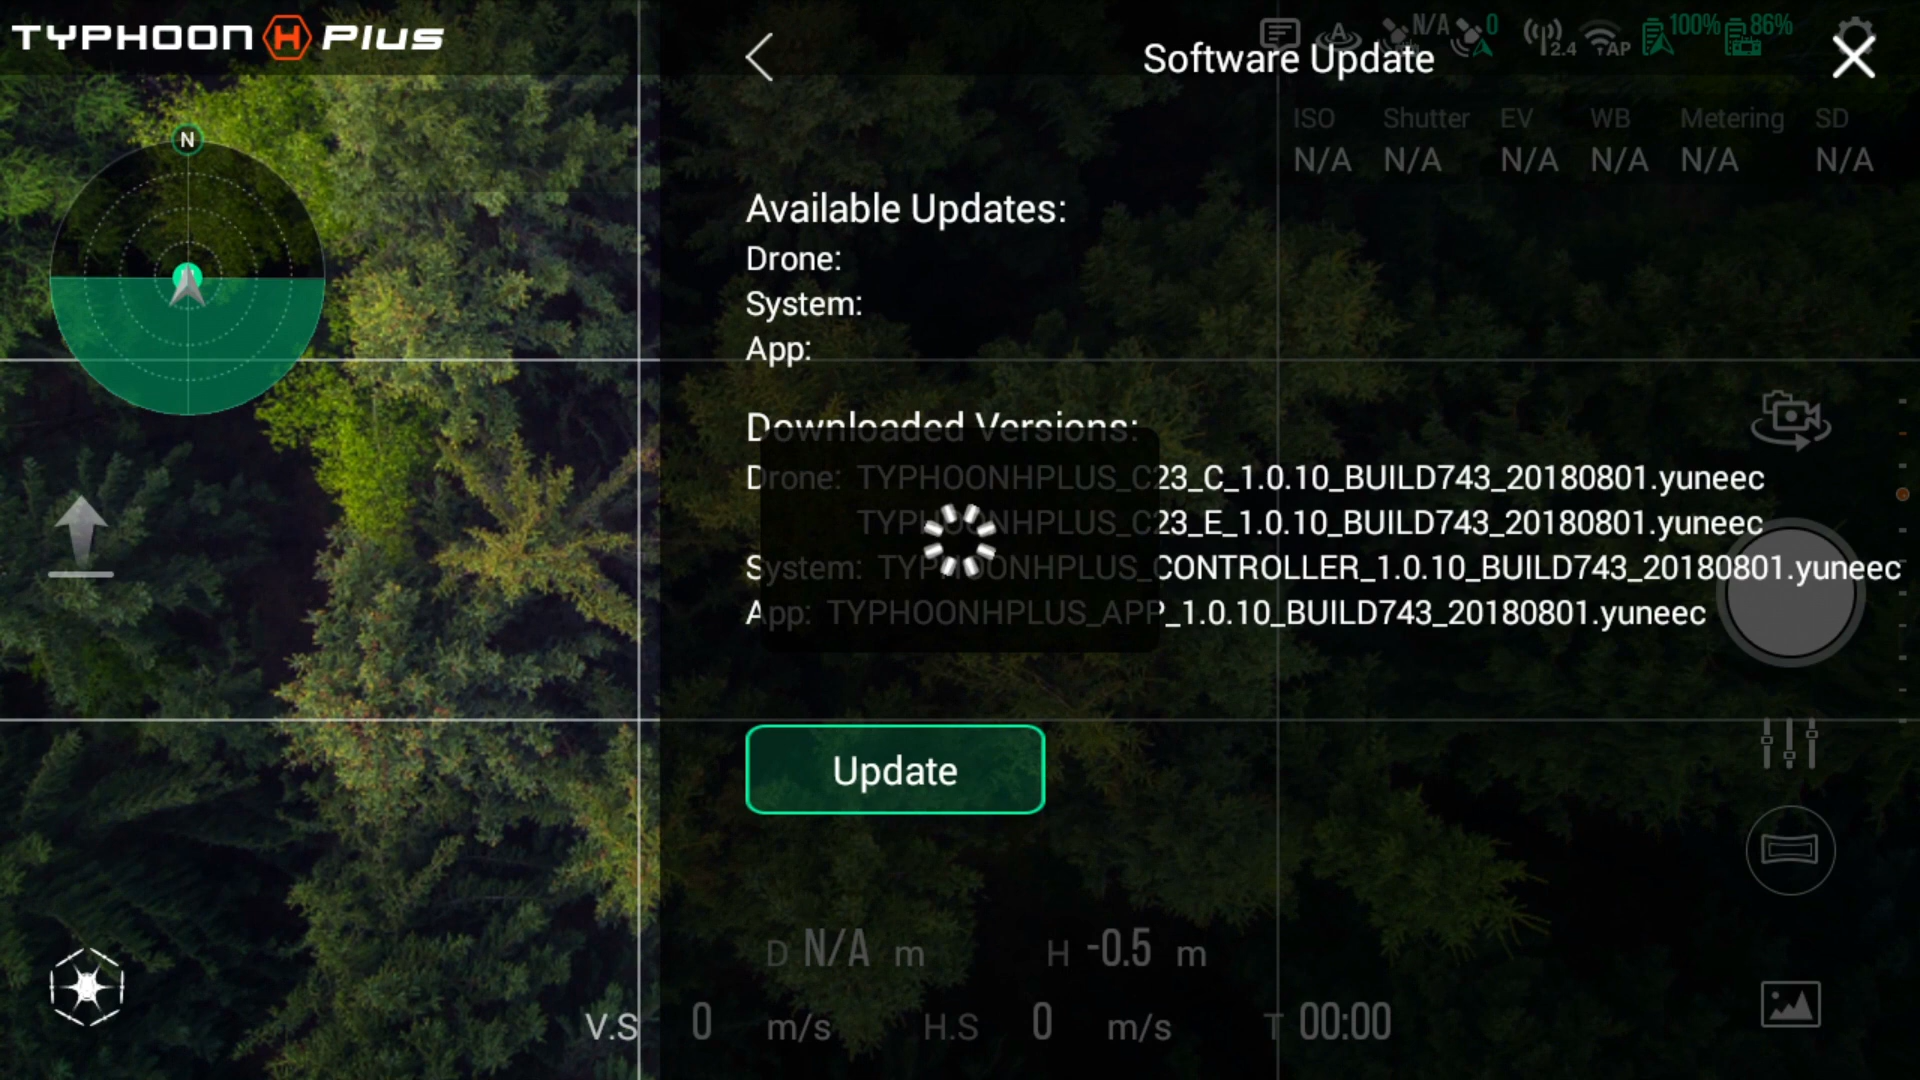 TYPHOON H Plus
Software Update
N/A 0 2.4 AP 100% 86%
A
N
ISO Shutter EV WB Metering SD
N/A N/A N/A N/A N/A N/A
Available Updates:
Drone:
System:
App:
Downloaded Versions:
Drone: TYPHOONHPLUS_C23_C_1.0.10_BUILD743_20180801.yuneec
TYPHOONHPLUS_C23_E_1.0.10_BUILD743_20180801.yuneec
System: TYPHOONHPLUS_CONTROLLER_1.0.10_BUILD743_20180801.yuneec
App: TYPHOONHPLUS_APP_1.0.10_BUILD743_20180801.yuneec
Update
D N/A m H -0.5 m
V.S 0 m/s H.S 0 m/s T 00:00